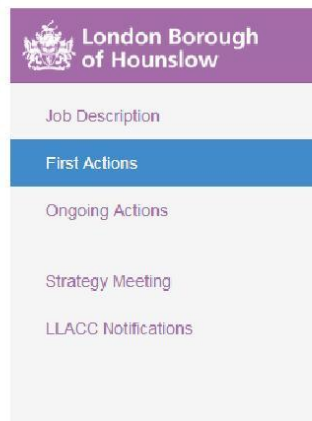 London Borough
of Hounslow
Job Description
First Actions
Ongoing Actions
Strategy Meeting
LLACC Notifications